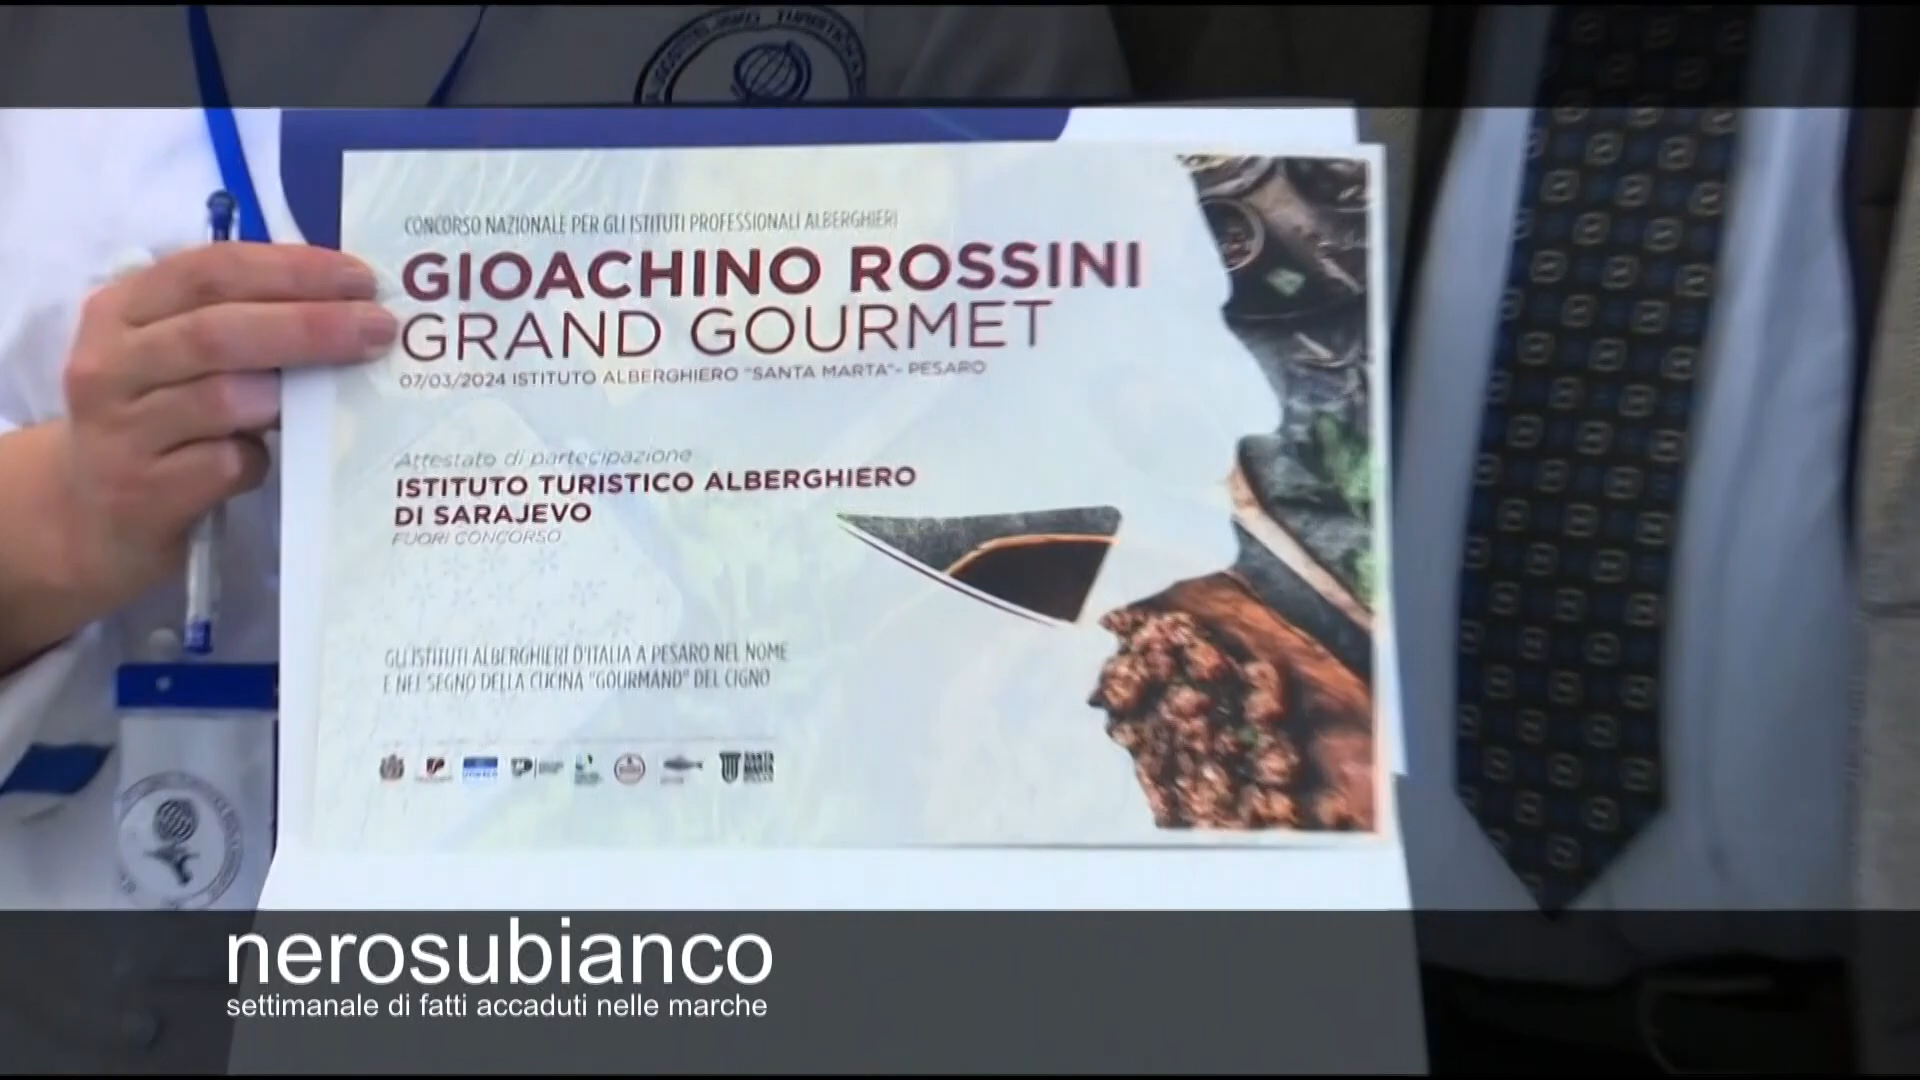 CONCORSO NAZIONALE PER GLI ISTITUTI PROFESSIONALI ALBERGHIERI
GIOACHINO ROSSINI
GRAND GOURMET
07/03/2024 ISTITUTO ALBERGHIERO "SANTA MARTA"- PESARO
Attestato di partecipazione
ISTITUTO TURISTICO ALBERGHIERO
DI SARAJEVO
FUORI CONCORSO
GLI ISTITUTI ALBERGHIERI D'ITALIA A PESARO NEL NOME
E NEL SEGNO DELLA CUCINA "GOURMAND" DEL CIGNO
SANTA
MARTA
nerosubianco
settimanale di fatti accaduti nelle marche